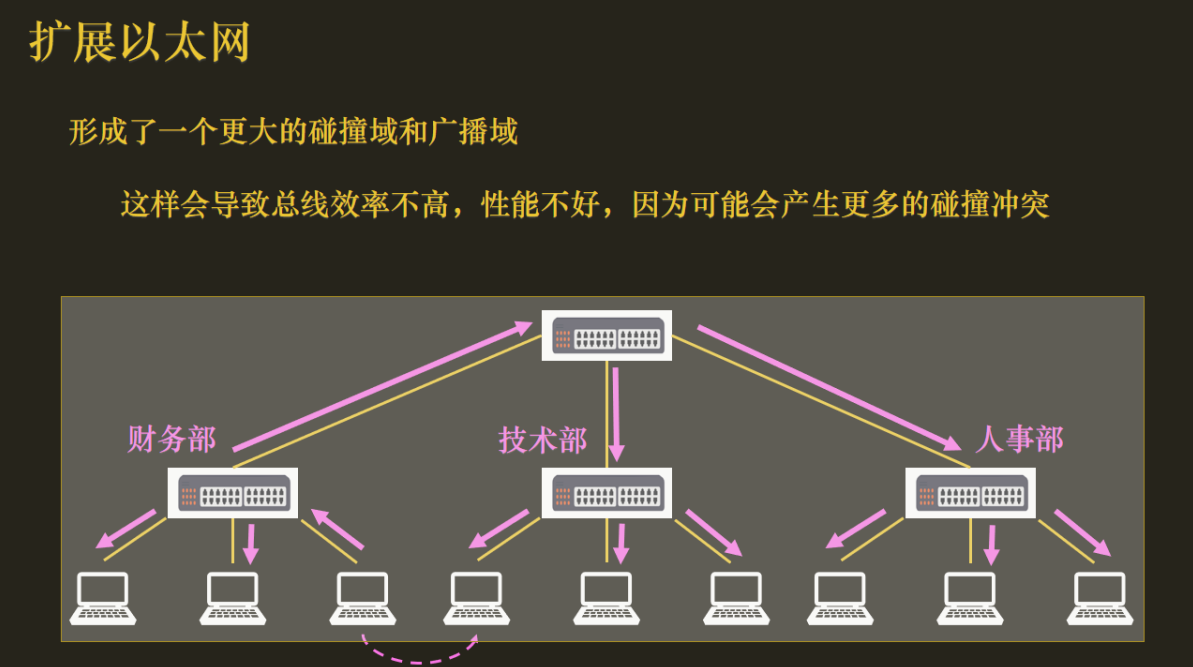 扩展以太网
形成了一个更大的碰撞域和广播域
这样会导致总线效率不高，性能不好，因为可能会产生更多的碰撞冲突
财务部
技术部
人事部